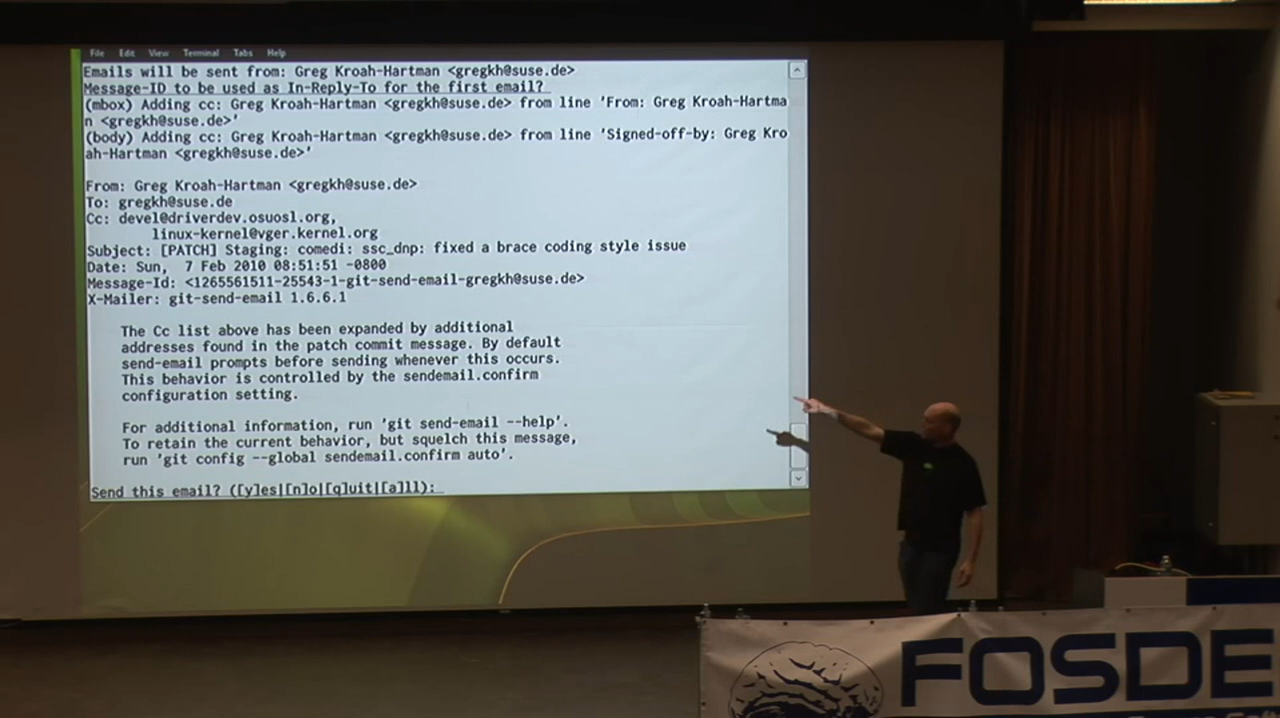 File Edit View Terminal Tabs Help
Emails will be sent from: Greg Kroah-Hartman <gregkh@suse.de>
Message-ID to be used as In-Reply-To for the first email?
(mbox) Adding cc: Greg Kroah-Hartman <gregkh@suse.de> from line 'From: Greg Kroah-Hartma
n <gregkh@suse.de>'
(body) Adding cc: Greg Kroah-Hartman <gregkh@suse.de> from line 'Signed-off-by: Greg Kro
ah-Hartman <gregkh@suse.de>'
From: Greg Kroah-Hartman <gregkh@suse.de>
To: gregkh@suse.de
Cc: devel@driverdev.osuosl.org,
linux-kernel@vger.kernel.org
Subject: [PATCH] Staging: comedi: ssc_dnp: fixed a brace coding style issue
Date: Sun,  7 Feb 2010 08:51:51 -0800
Message-Id: <1265561511-25543-1-git-send-email-gregkh@suse.de>
X-Mailer: git-send-email 1.6.6.1
The Cc list above has been expanded by additional
addresses found in the patch commit message. By default
send-email prompts before sending whenever this occurs.
This behavior is controlled by the sendemail.confirm
configuration setting.
For additional information, run 'git send-email --help'.
To retain the current behavior, but squelch this message,
run 'git config --global sendemail.confirm auto'.
Send this email? ([y]es|[n]o|[q]uit|[a]ll):
FOSDE